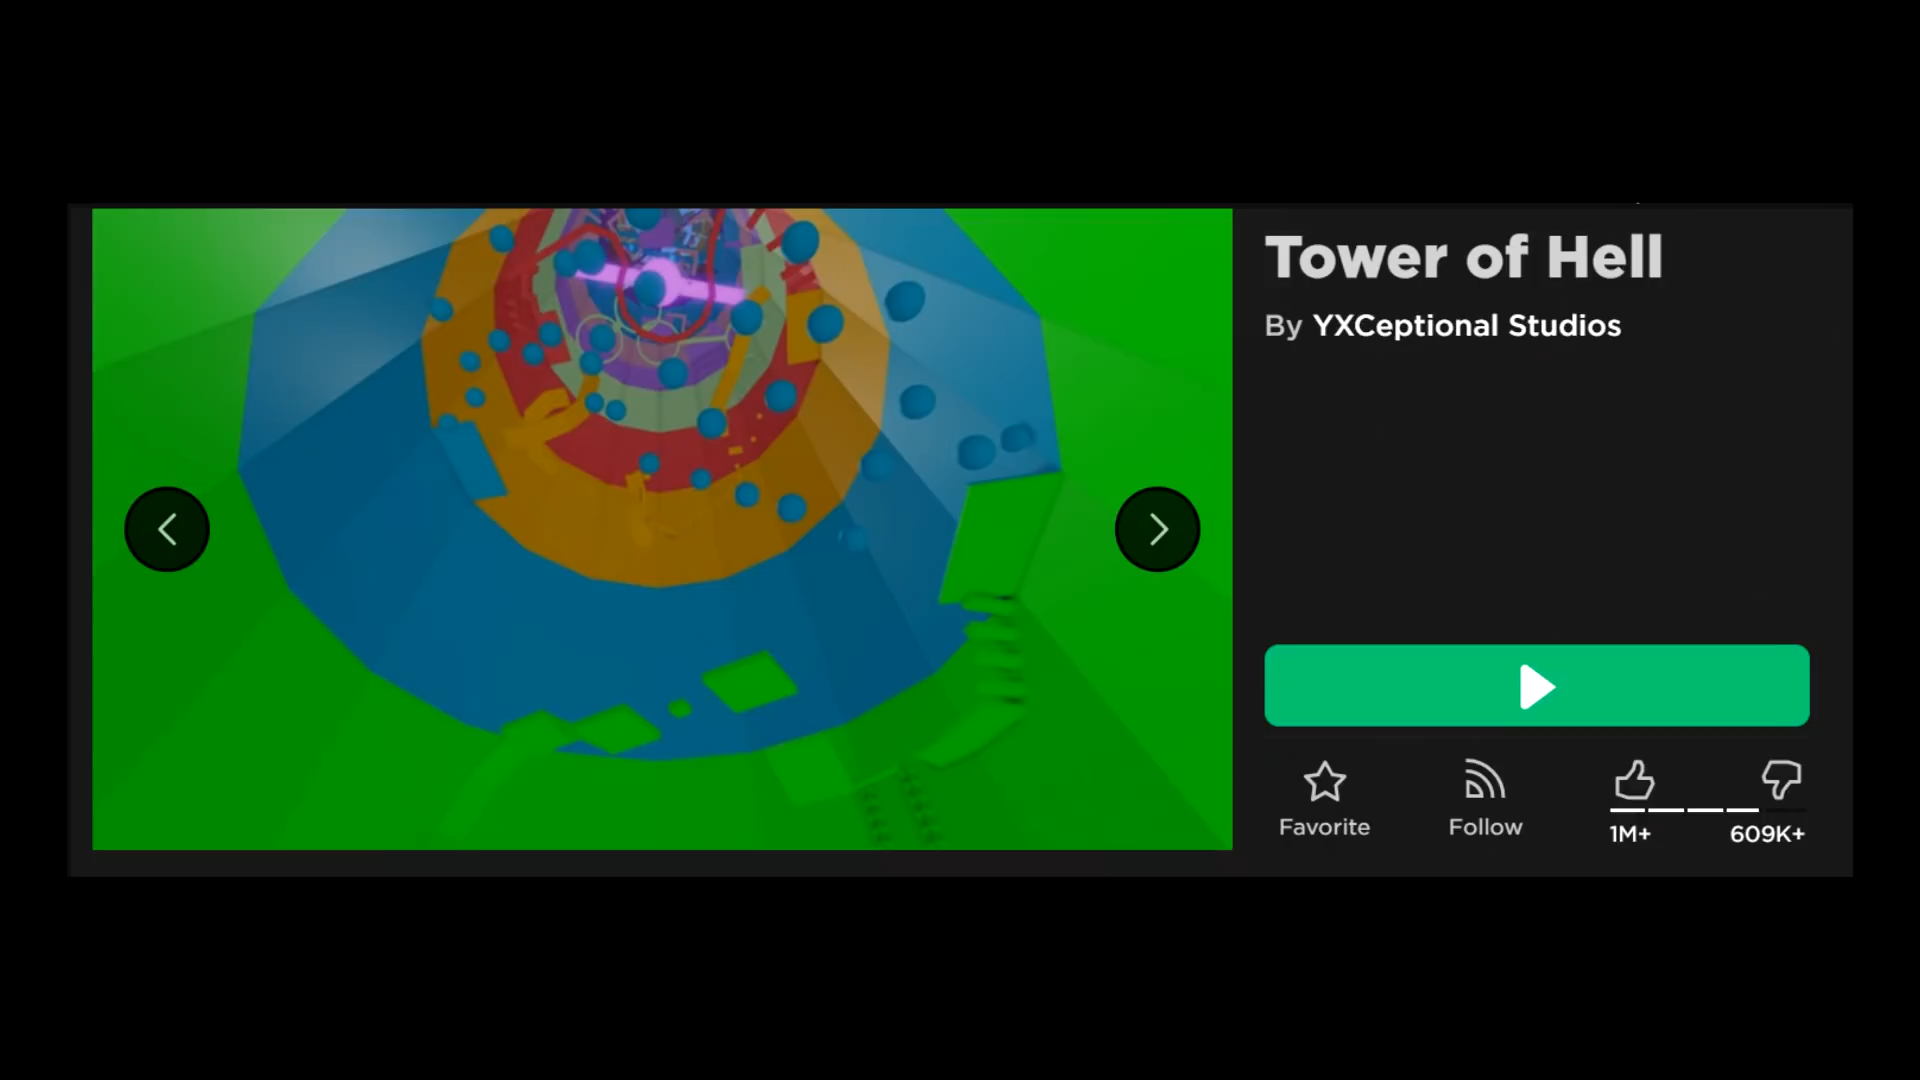 Tower of Hell
By YXCeptional Studios
Favorite
Follow
1M+
609K+